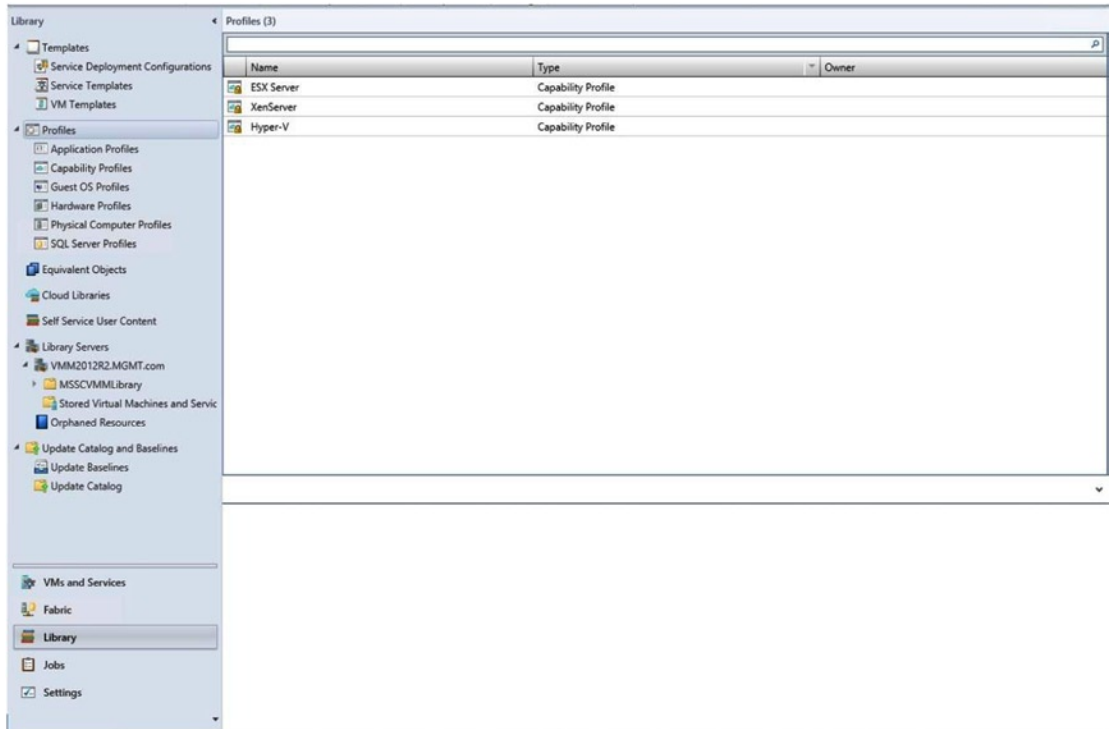 Library
Templates
Service Deployment Configurations
Service Templates
VM Templates
Profiles
Application Profiles
Capability Profiles
Guest OS Profiles
Hardware Profiles
Physical Computer Profiles
SQL Server Profiles
Equivalent Objects
Cloud Libraries
Self Service User Content
Library Servers
VMM2012R2.MGMT.com
MSSCVMMLibrary
Stored Virtual Machines and Servic
Orphaned Resources
Update Catalog and Baselines
Update Baselines
Update Catalog
VMs and Services
Fabric
Library
Jobs
Settings
Profiles (3)
Name Type Owner
ESX Server Capability Profile
XenServer Capability Profile
Hyper-V Capability Profile